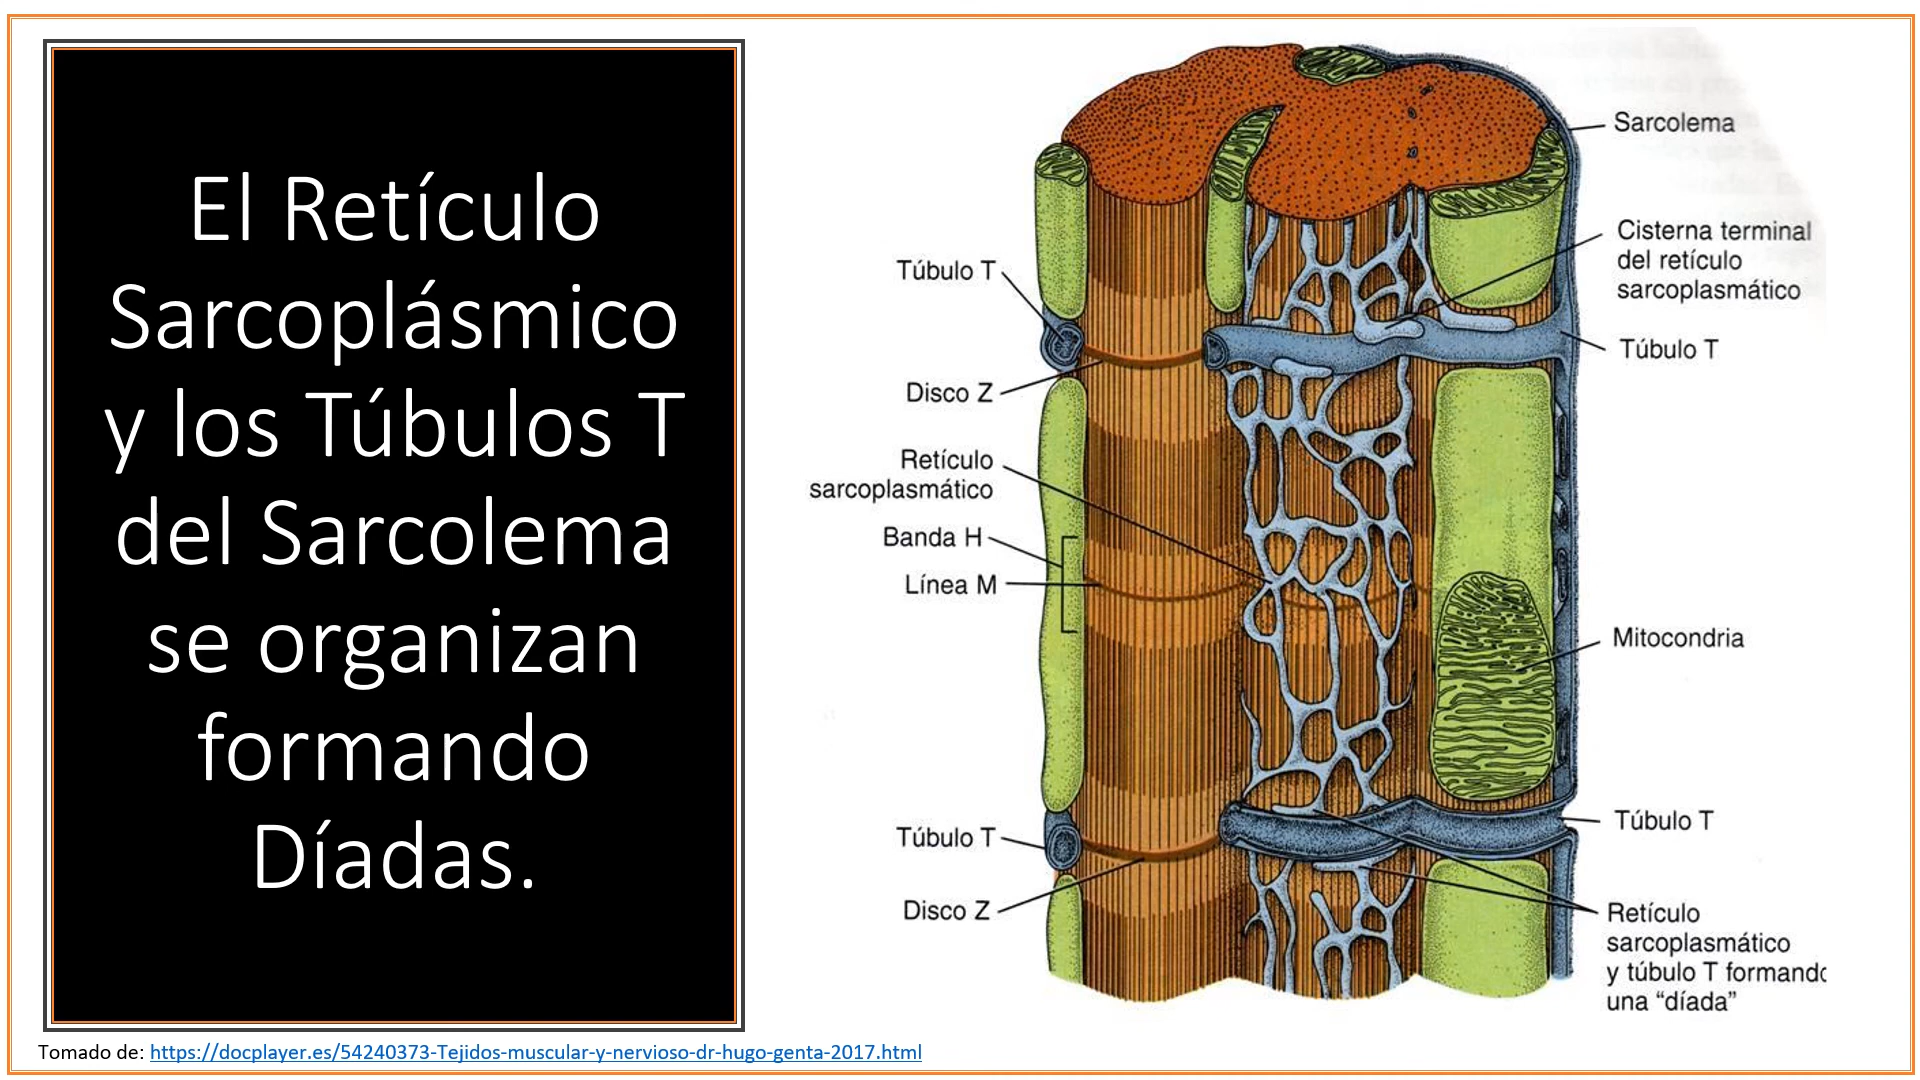 El Retículo
Sarcoplásmico
y los Túbulos T
del Sarcolema
se organizan
formando
Díadas.
Túbulo T
Disco Z
Retículo
sarcoplasmático
Banda H
Línea M
Túbulo T
Disco Z
Sarcolema
Cisterna terminal
del retículo
sarcoplasmático
Túbulo T
Mitocondria
Túbulo T
Retículo
sarcoplasmático
y túbulo T formando
una “díada”
Tomado de: https://docplayer.es/54240373-Tejidos-muscular-y-nervioso-dr-hugo-genta-2017.html